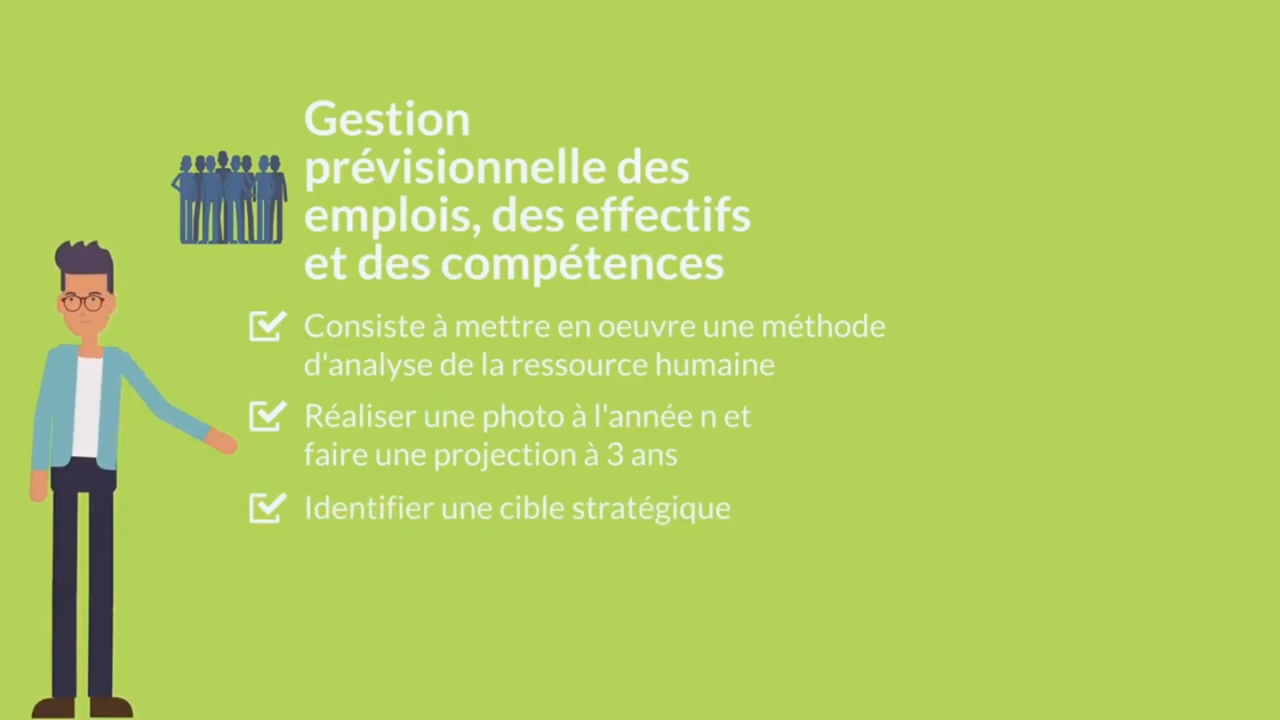 Gestion
prévisionnelle des
emplois, des effectifs
et des compétences
Consiste à mettre en oeuvre une méthode
d'analyse de la ressource humaine
Réaliser une photo à l'année n et
faire une projection à 3 ans
Identifier une cible stratégique